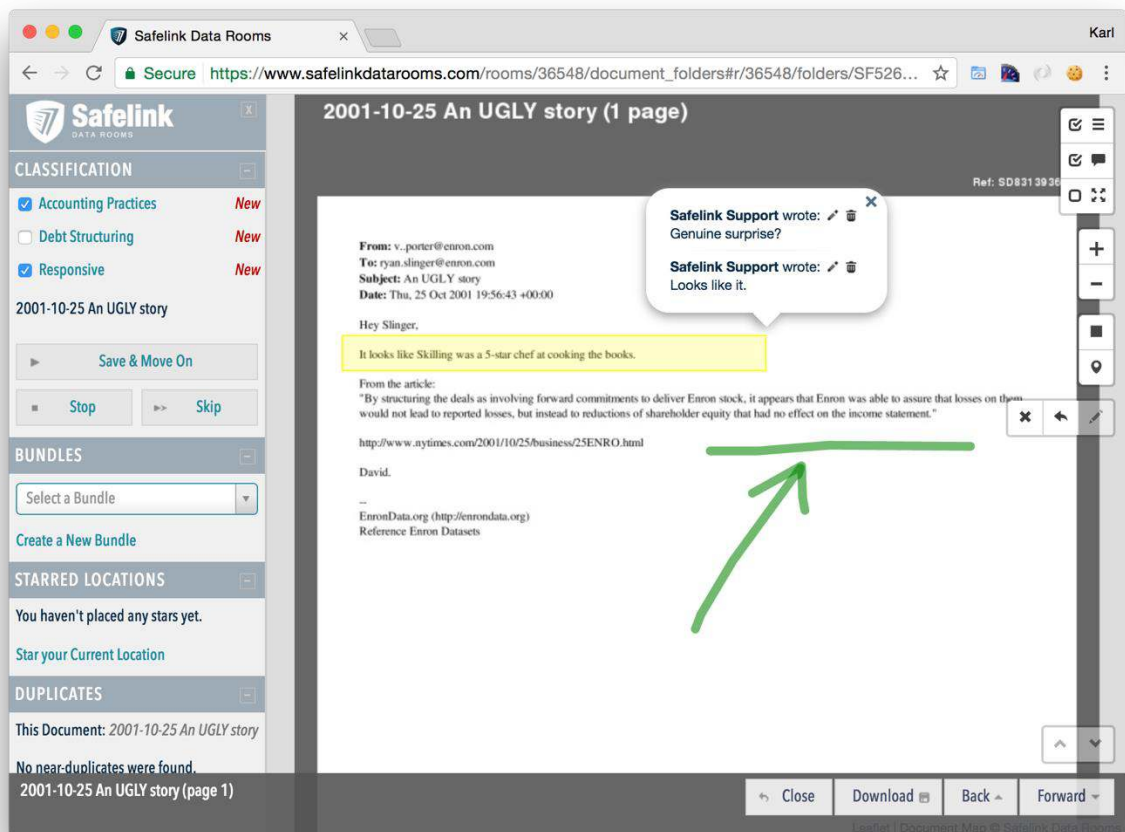 Safelink Data Rooms
Karl
Secure https://www.safelinkdatarooms.com/rooms/36548/document_folders#r/36548/folders/SF526...
Safelink
DATA ROOMS
X
CLASSIFICATION
Accounting Practices New
Debt Structuring New
Responsive New
2001-10-25 An UGLY story
Save & Move On
Stop
Skip
BUNDLES
Select a Bundle
Create a New Bundle
STARRED LOCATIONS
You haven't placed any stars yet.
Star your Current Location
DUPLICATES
This Document: 2001-10-25 An UGLY story
No near-duplicates were found.
2001-10-25 An UGLY story (page 1)
2001-10-25 An UGLY story (1 page)
Ref: SD8313936
Safelink Support wrote:
Genuine surprise?
Safelink Support wrote:
Looks like it.
From: v..porter@enron.com
To: ryan.slinger@enron.com
Subject: An UGLY story
Date: Thu, 25 Oct 2001 19:56:43 +00:00
Hey Slinger,
It looks like Skilling was a 5-star chef at cooking the books.
From the article:
"By structuring the deals as involving forward commitments to deliver Enron stock, it appears that Enron was able to assure that losses on them
would not lead to reported losses, but instead to reductions of shareholder equity that had no effect on the income statement."
http://www.nytimes.com/2001/10/25/business/25ENRO.html
David.
--
EnronData.org (http://enrondata.org)
Reference Enron Datasets
Close
Download
Back
Forward
Leaflet | Document Map © Safelink Data Rooms